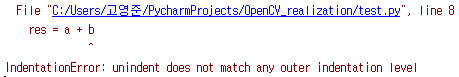 File "C:/Users/고영준/PycharmProjects/OpenCV_realization/test.py", line 8
res = a + b
^
IndentationError: unindent does not match any outer indentation level